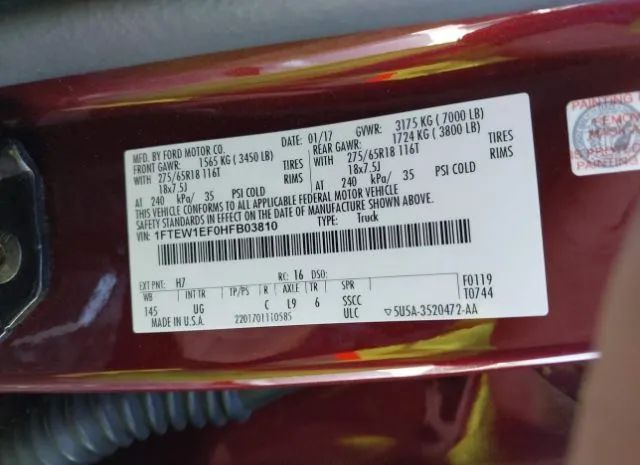 MFD. BY FORD MOTOR CO. DATE: 01/17 GVWR: 3175 KG ( 7000 LB)
FRONT GAWR: 1565 KG ( 3450 LB) REAR GAWR: 1724 KG ( 3800 LB)
WITH 275/65R18 116T TIRES WITH 275/65R18 116T TIRES
18x7.5J RIMS 18x7.5J RIMS
AT 240 kPa/ 35 PSI COLD AT 240 kPa/ 35 PSI COLD
THIS VEHICLE CONFORMS TO ALL APPLICABLE FEDERAL MOTOR VEHICLE
SAFETY STANDARDS IN EFFECT ON THE DATE OF MANUFACTURE SHOWN ABOVE.
VIN: 1FTEW1EF0HFB03810 TYPE: Truck
EXT PNT: H7 RC: 16 DSO: F0119
WB INT TR TP/PS R AXLE TR SPR T0744
145 UG C L9 6 SSCC
MADE IN U.S.A. 2201701110585 ULC 5U5A-3520472-AA
PAINTING
PAINTING